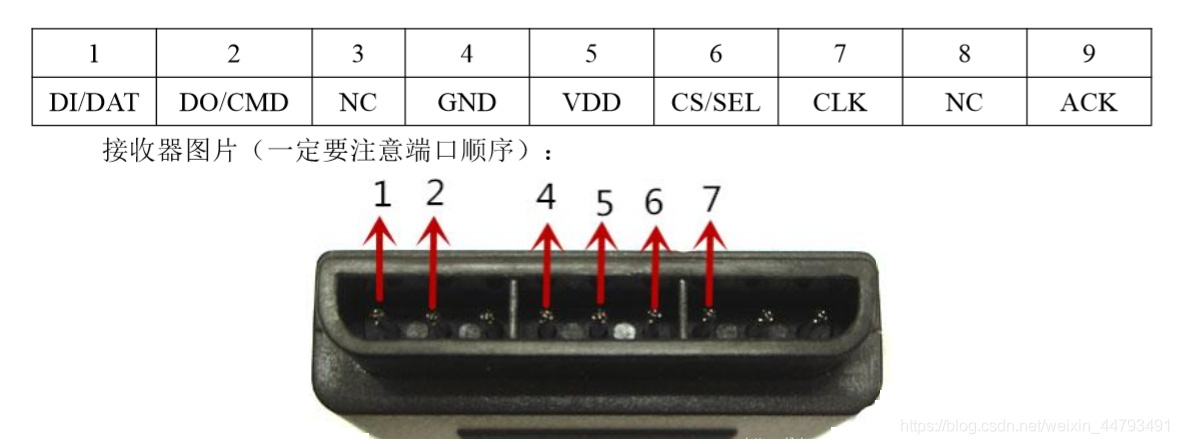 1 2 3 4 5 6 7 8 9
DI/DAT DO/CMD NC GND VDD CS/SEL CLK NC ACK
接收器图片（一定要注意端口顺序）：
1 2 4 5 6 7
https://blog.csdn.net/weixin_44793491